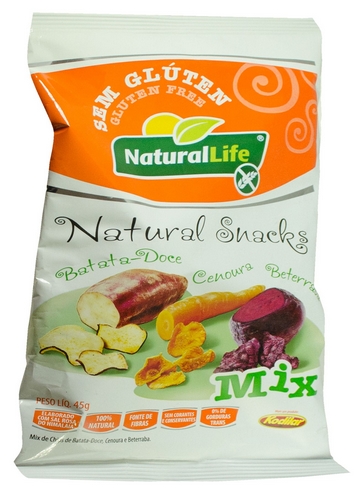 SEM GLÚTEN
GLUTEN FREE
NaturalLife®
Natural Snacks
Batata-Doce
Cenoura
Beterraba
Mix
PESO LÍQ. 45g
ELABORADO COM SAL ROSA DO HIMALAIA
100% NATURAL
FONTE DE FIBRAS
SEM CORANTES E CONSERVANTES
0% DE GORDURAS TRANS
Kodilar
Mix de Chips de Batata-Doce, Cenoura e Beterraba.